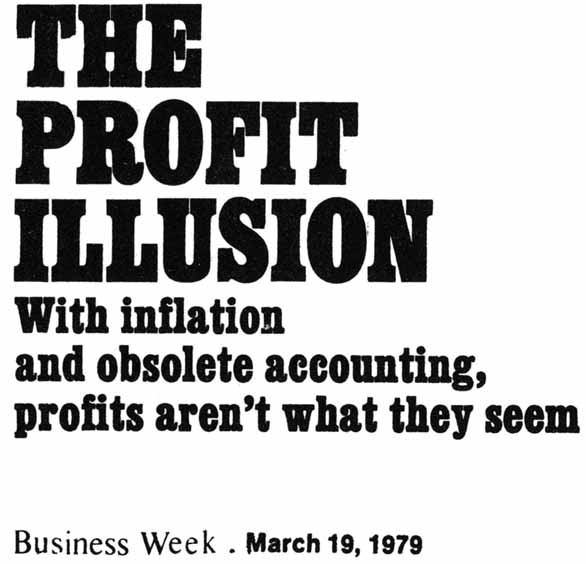 THE
PROFIT
ILLUSION
With inflation
and obsolete accounting,
profits aren't what they seem
Business Week . March 19, 1979